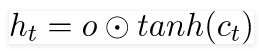 h_t = o ⊙ tanh(c_t)